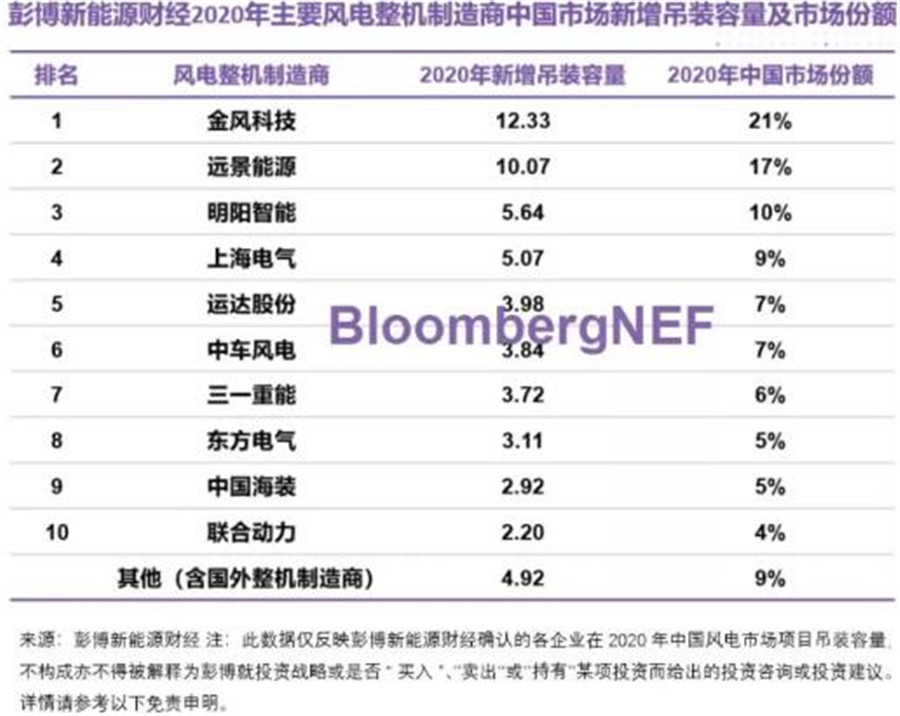 彭博新能源财经2020年主要风电整机制造商中国市场新增吊装容量及市场份额
排名 风电整机制造商 2020年新增吊装容量 2020年中国市场份额
1 金风科技 12.33 21%
2 远景能源 10.07 17%
3 明阳智能 5.64 10%
4 上海电气 5.07 9%
5 运达股份 3.98 7%
BloombergNEF
6 中车风电 3.84 7%
7 三一重能 3.72 6%
8 东方电气 3.11 5%
9 中国海装 2.92 5%
10 联合动力 2.20 4%
其他（含国外整机制造商） 4.92 9%
来源：彭博新能源财经 注：此数据仅反映彭博新能源财经确认的各企业在 2020 年中国风电市场项目吊装容量,
不构成亦不得被解释为彭博就投资战略或是否“买入”、“卖出”或“持有”某项投资而给出的投资咨询或投资建议。
详情请参考以下免责申明。